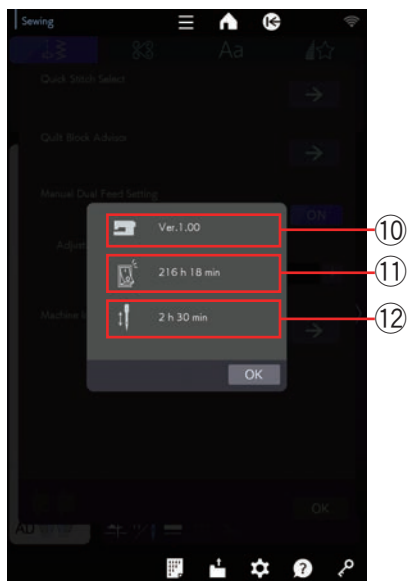 Sewing
Aa
Quick Stitch Select
Quilt Block Advisor
Manual Dual Feed Setting
ON
Ver.1.00
⑩
216 h 18 min
⑪
2 h 30 min
⑫
OK
OK